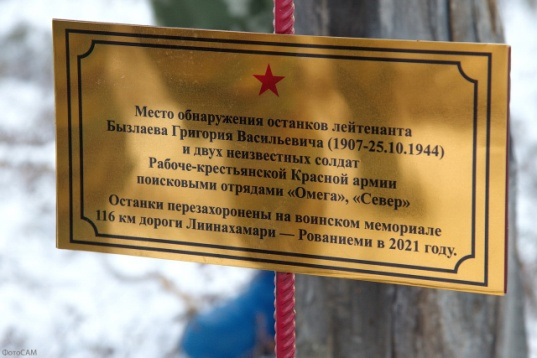 Место обнаружения останков лейтенанта
Бызлаева Григория Васильевича (1907-25.10.1944)
и двух неизвестных солдат
Рабоче-крестьянской Красной армии
поисковыми отрядами «Омега», «Север»
Останки перезахоронены на воинском мемориале
116 км дороги Лиинахамари — Рованиеми в 2021 году.
ФотоСАМ